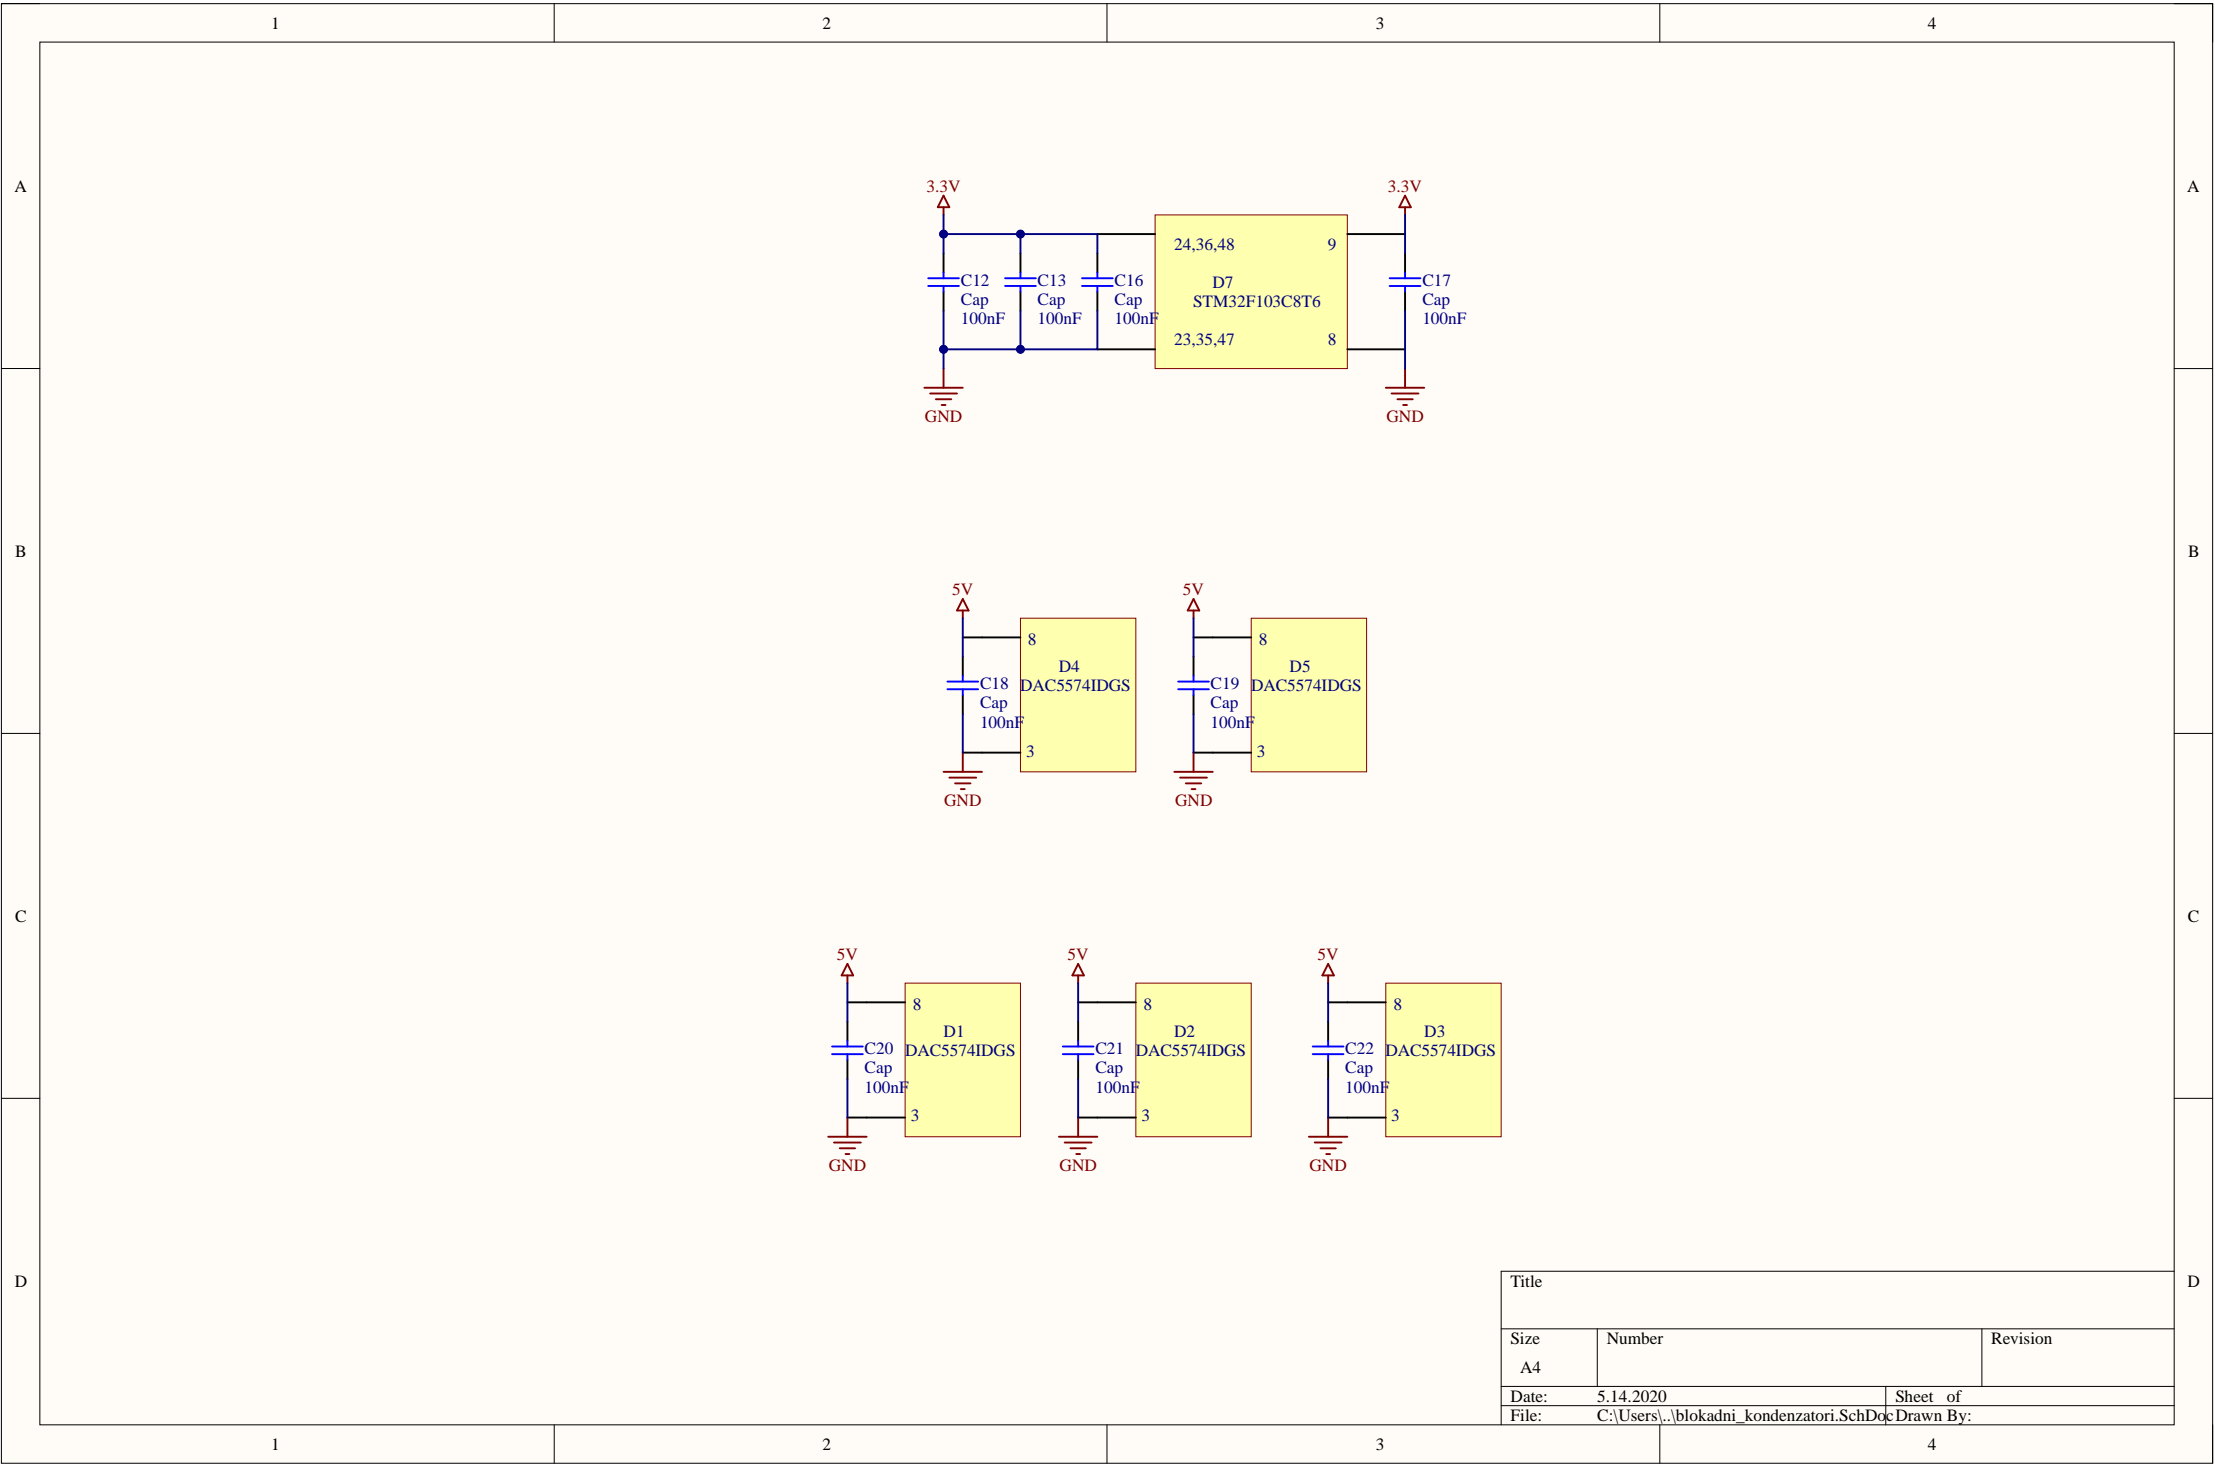 1 2 3 4
A A
3.3V 3.3V
24,36,48 9
C12 C13 C16 D7 C17
Cap Cap Cap STM32F103C8T6 Cap
100nF 100nF 100nF 100nF
23,35,47 8
GND GND
B B
5V 5V
8 8
D4 D5
C18 DAC5574IDGS C19 DAC5574IDGS
Cap Cap
100nF 100nF
3 3
GND GND
C C
5V 5V 5V
8 8 8
D1 D2 D3
C20 DAC5574IDGS C21 DAC5574IDGS C22 DAC5574IDGS
Cap Cap Cap
100nF 100nF 100nF
3 3 3
GND GND GND
D D
Title
Size Number Revision
A4
Date: 5.14.2020 Sheet of
File: C:\Users\..\blokadni_kondenzatori.SchDoc Drawn By:
1 2 3 4